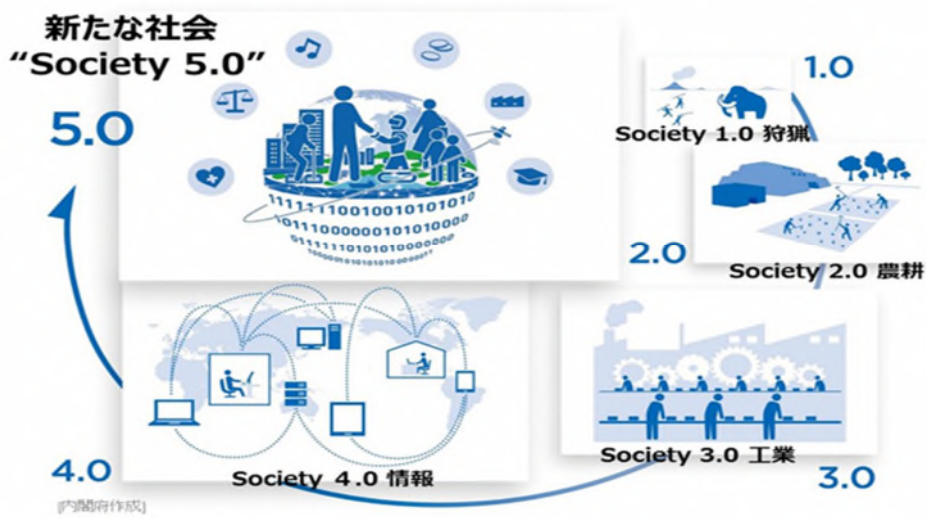 新たな社会
“Society 5.0”
5.0
1.0
Society 1.0 狩猟
2.0
Society 2.0 農耕
Society 3.0 工業
3.0
Society 4.0 情報
4.0
[内閣府作成]
1111111100100101010101
0111000000101010000